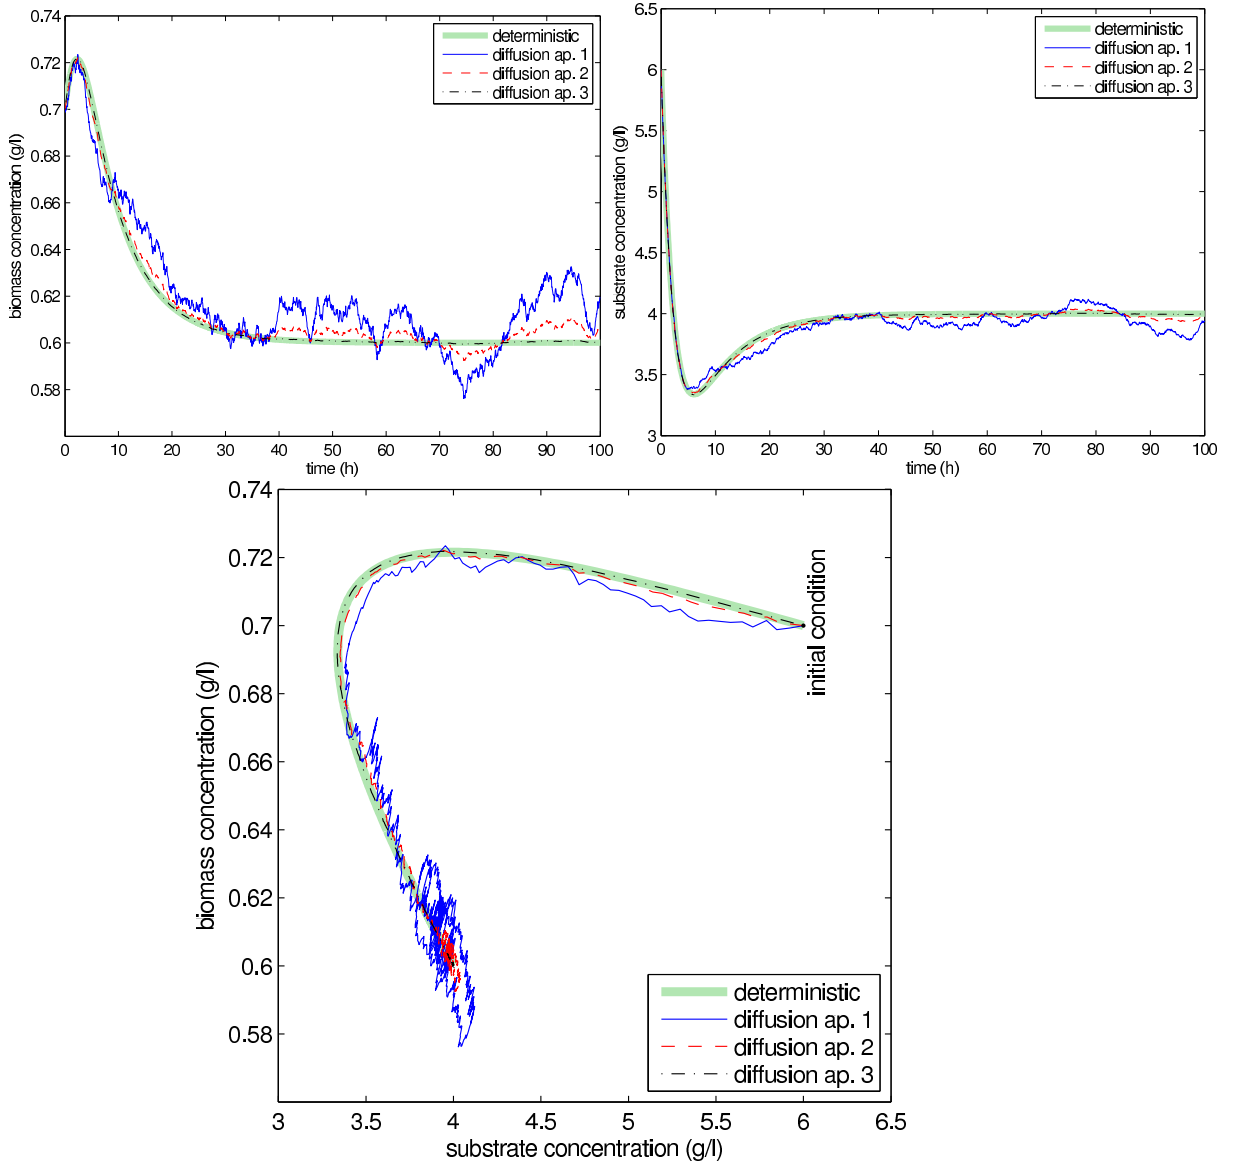 0.74
0.72
0.7
0.68
0.66
0.64
0.62
0.6
0.58
biomass concentration (g/l)
0 10 20 30 40 50 60 70 80 90 100
time (h)
deterministic
diffusion ap. 1
diffusion ap. 2
diffusion ap. 3
6.5
6
5.5
5
4.5
4
3.5
3
substrate concentration (g/l)
0 10 20 30 40 50 60 70 80 90 100
time (h)
deterministic
diffusion ap. 1
diffusion ap. 2
diffusion ap. 3
0.74
0.72
0.7
0.68
0.66
0.64
0.62
0.6
0.58
biomass concentration (g/l)
initial condition
deterministic
diffusion ap. 1
diffusion ap. 2
diffusion ap. 3
3 3.5 4 4.5 5 5.5 6 6.5
substrate concentration (g/l)